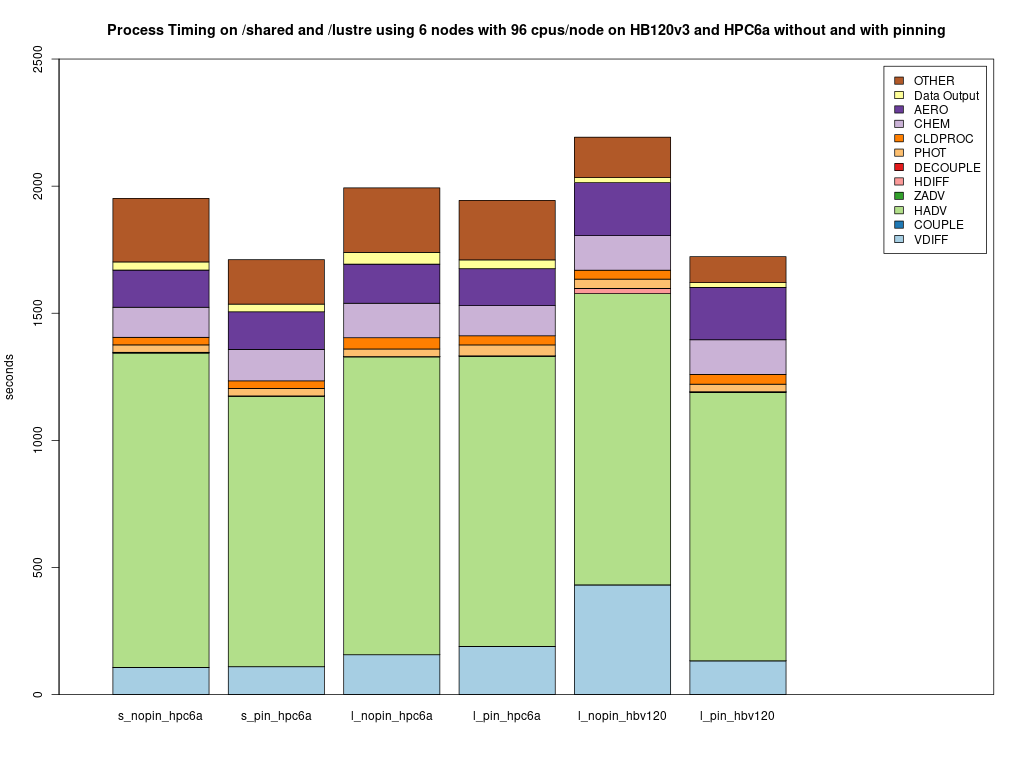 Process Timing on /shared and /lustre using 6 nodes with 96 cpus/node on HB120v3 and HPC6a without and with pinning
2500
2000
1500
1000
500
0
seconds
OTHER
Data Output
AERO
CHEM
CLDPROC
PHOT
DECOUPLE
HDIFF
ZADV
HADV
COUPLE
VDIFF
s_nopin_hpc6a
s_pin_hpc6a
l_nopin_hpc6a
l_pin_hpc6a
l_nopin_hbv120
l_pin_hbv120